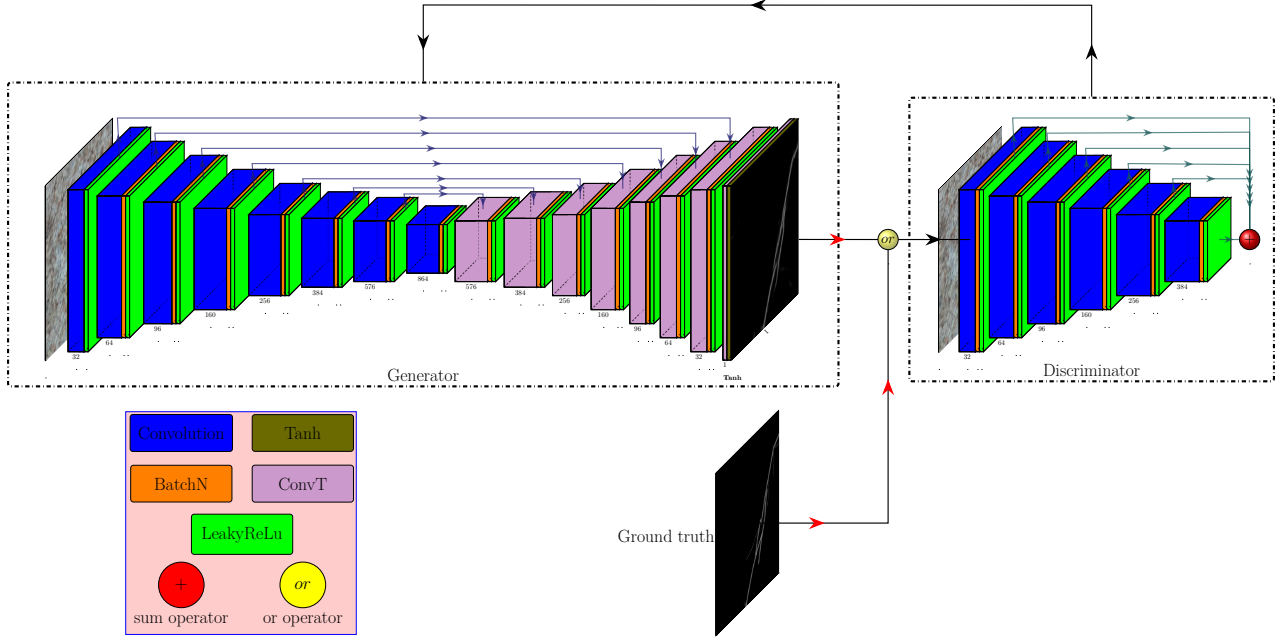 or
+
864
576
576
384
384
384
256
256
256
160
160
160
96
96
96
64
64
64
32
32
32
1
Tanh
Generator
Discriminator
Convolution
Tanh
BatchN
ConvT
LeakyReLu
+
or
sum operator
or operator
Ground truth